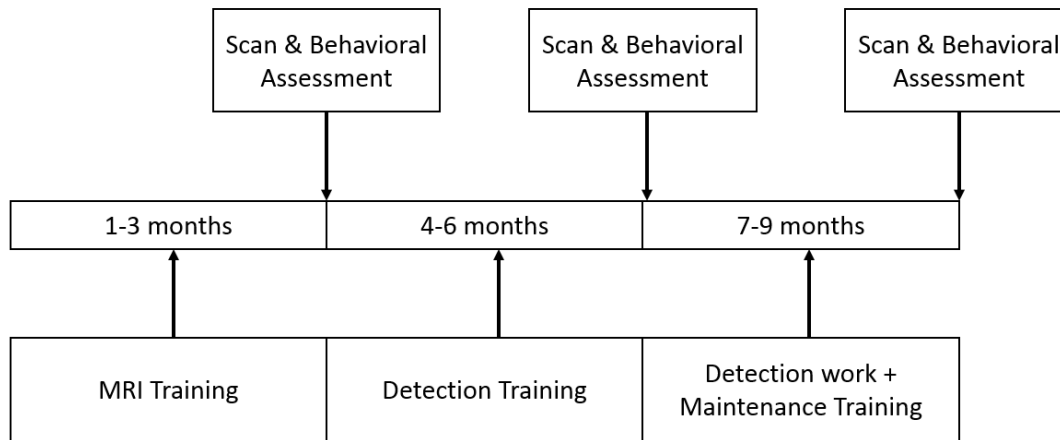 Scan & Behavioral
Assessment
Scan & Behavioral
Assessment
Scan & Behavioral
Assessment
1-3 months
4-6 months
7-9 months
MRI Training
Detection Training
Detection work +
Maintenance Training